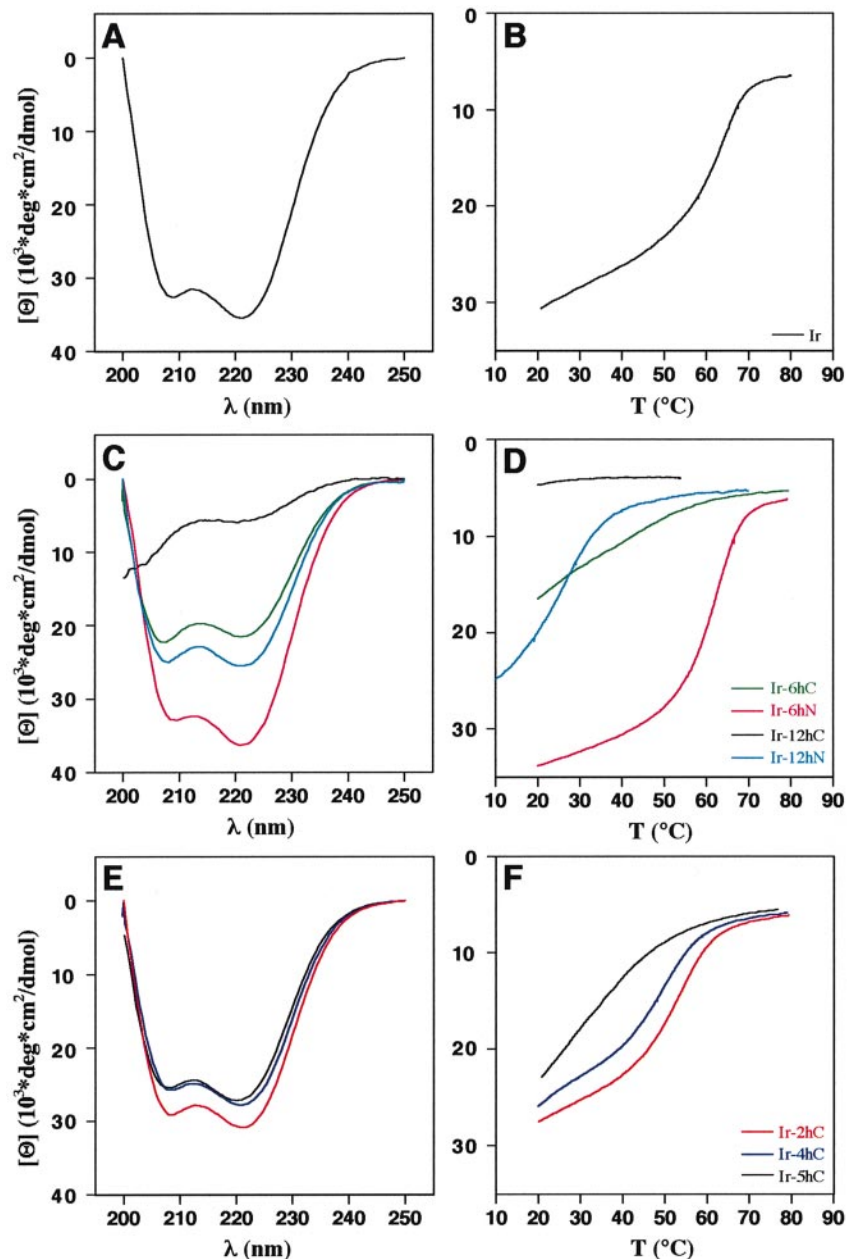 A
0
10
20
30
40
[Θ] (10³*deg*cm²/dmol)
200 210 220 230 240 250
λ (nm)
B
0
10
20
30
10 20 30 40 50 60 70 80 90
T (°C)
Ir
C
0
10
20
30
40
[Θ] (10³*deg*cm²/dmol)
200 210 220 230 240 250
λ (nm)
D
0
10
20
30
10 20 30 40 50 60 70 80 90
T (°C)
Ir-6hC
Ir-6hN
Ir-12hC
Ir-12hN
E
0
10
20
30
40
[Θ] (10³*deg*cm²/dmol)
200 210 220 230 240 250
λ (nm)
F
0
10
20
30
10 20 30 40 50 60 70 80 90
T (°C)
Ir-2hC
Ir-4hC
Ir-5hC